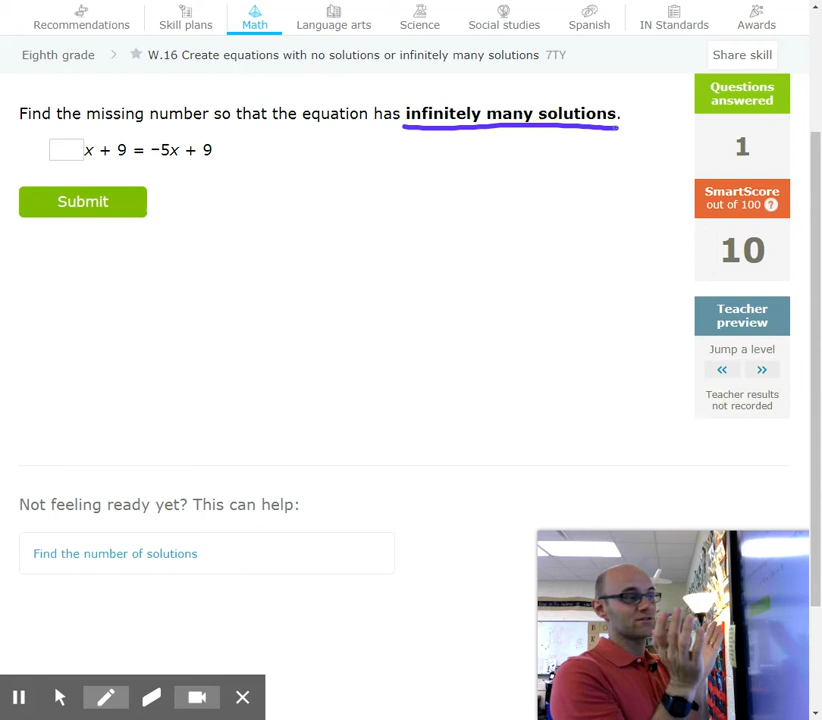 Recommendations Skill plans Math Language arts Science Social studies Spanish IN Standards Awards
Eighth grade > W.16 Create equations with no solutions or infinitely many solutions 7TY Share skill
Find the missing number so that the equation has infinitely many solutions.
x + 9 = −5x + 9
Submit
Questions
answered
1
SmartScore
out of 100 ?
10
Teacher
preview
Jump a level
<< >>
Teacher results
not recorded
Not feeling ready yet? This can help:
Find the number of solutions